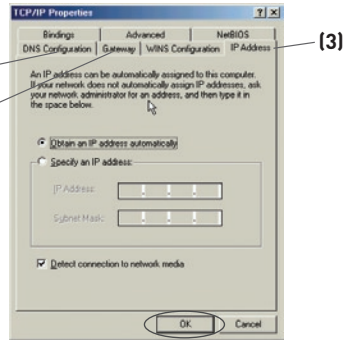 TCP/IP Properties
Bindings Advanced NetBIOS
DNS Configuration Gateway WINS Configuration IP Address
(3)
An IP address can be automatically assigned to this computer.
If your network does not automatically assign IP addresses, ask
your network administrator for an address, and then type it in
the space below.
Obtain an IP address automatically
Specify an IP address:
IP Address:
Subnet Mask:
Detect connection to network media
OK Cancel